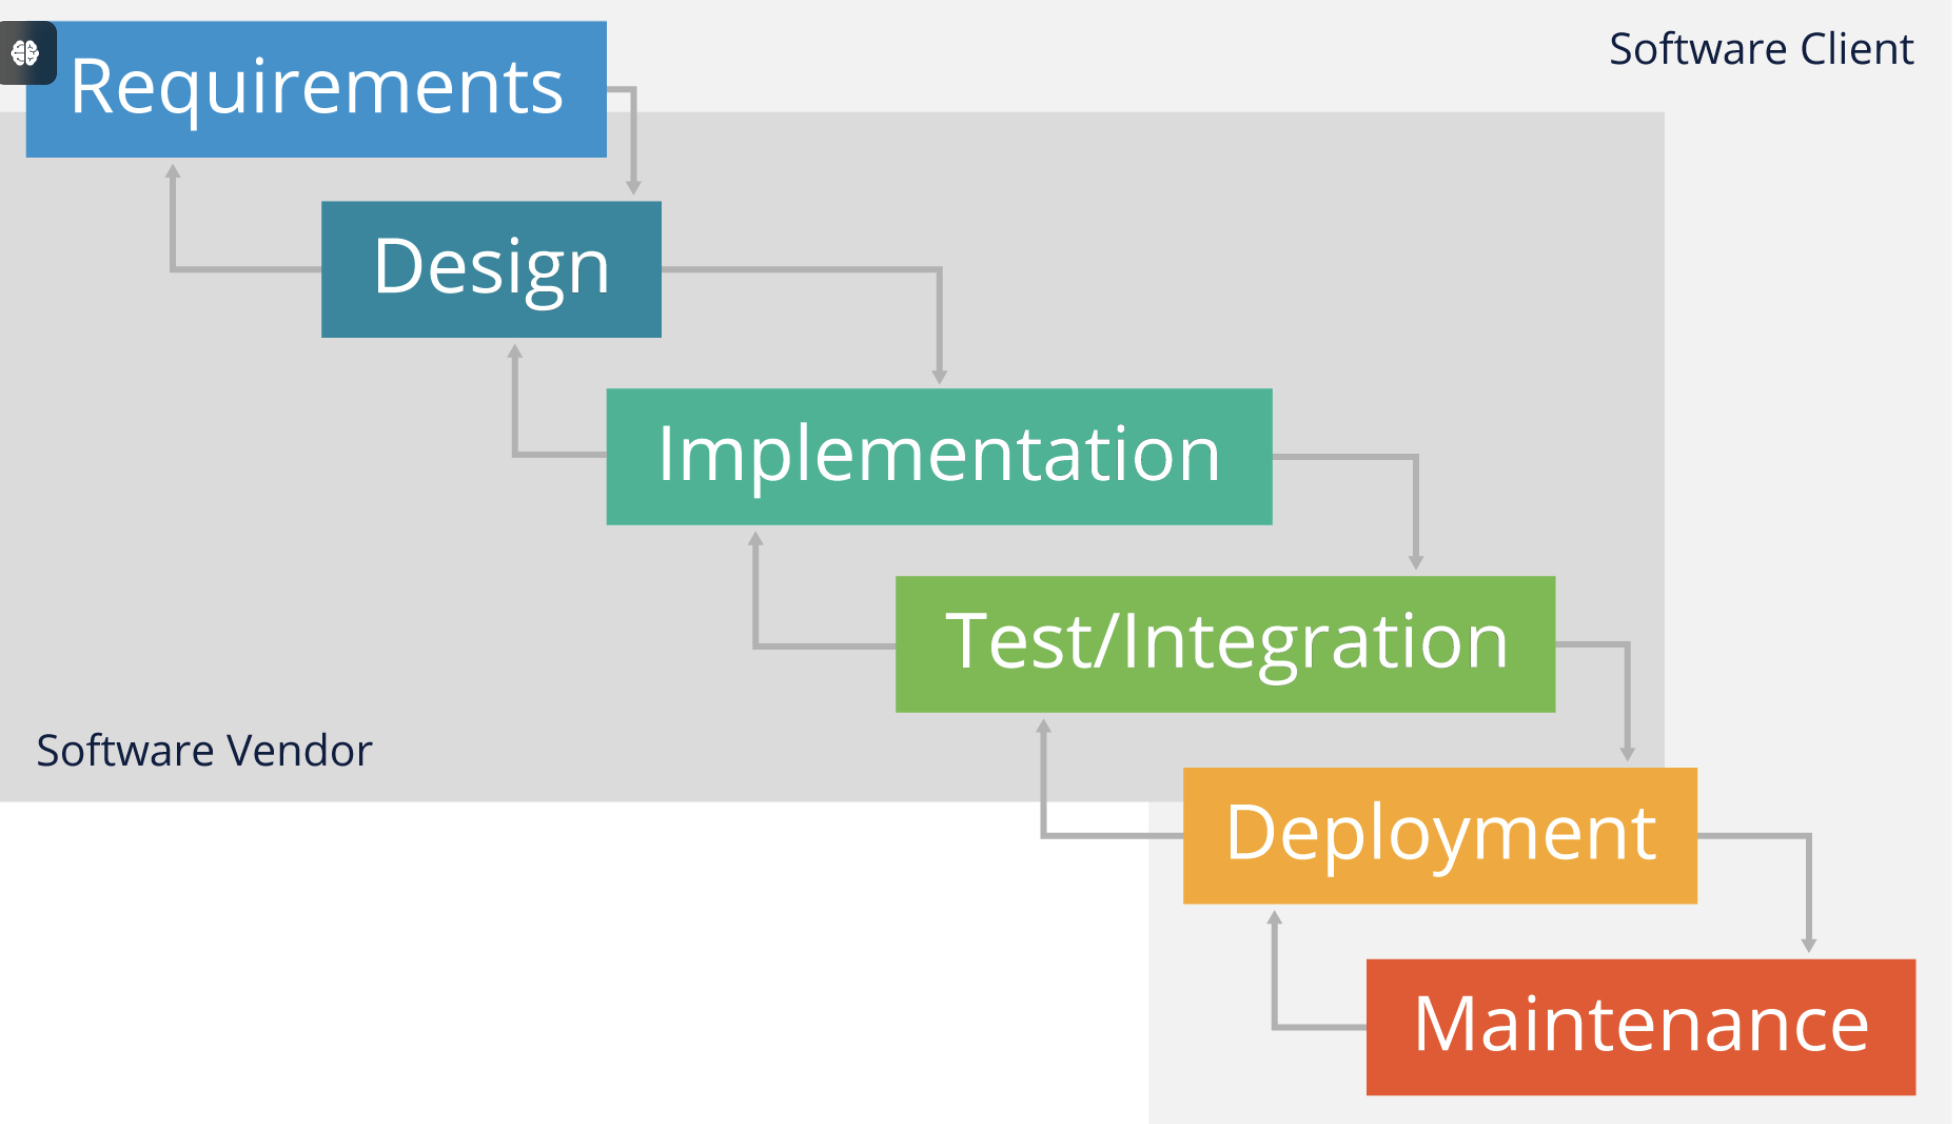 Software Client
Requirements
Design
Implementation
Test/Integration
Software Vendor
Deployment
Maintenance